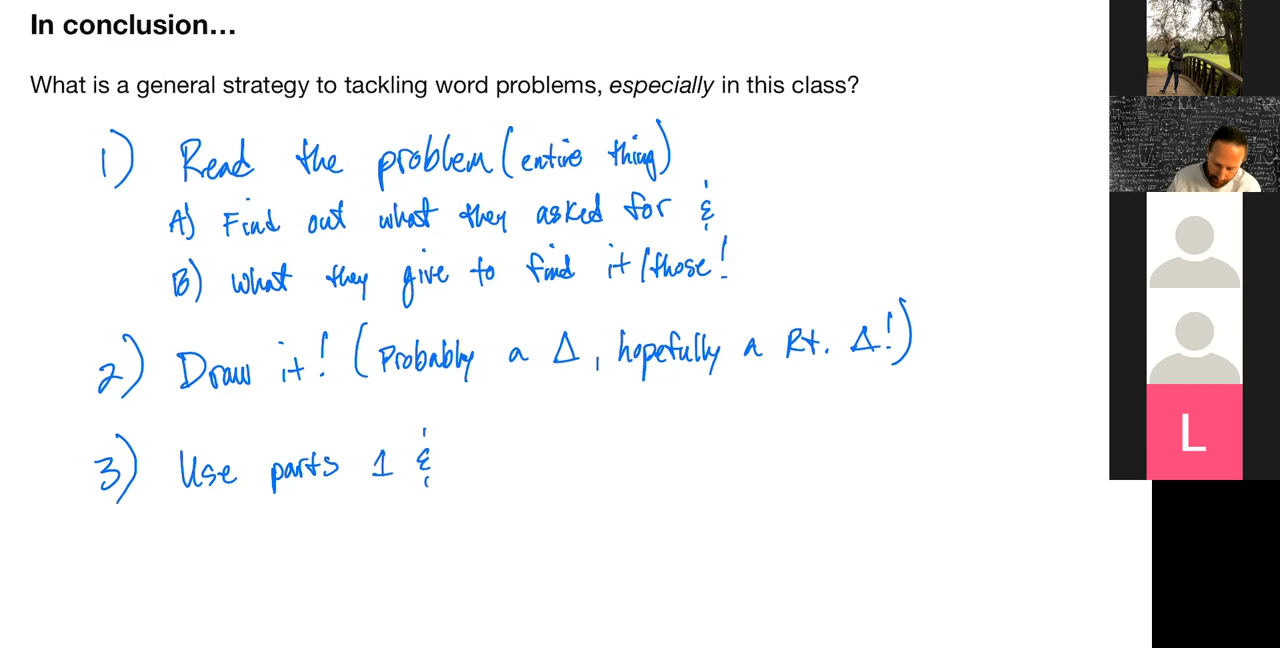 In conclusion...
What is a general strategy to tackling word problems, especially in this class?
1) Read the problem (entire thing)
A) Find out what they asked for &
B) What they give to find it/those!
2) Draw it! (Probably a Δ, hopefully a Rt. Δ!)
3) Use parts 1 &
L